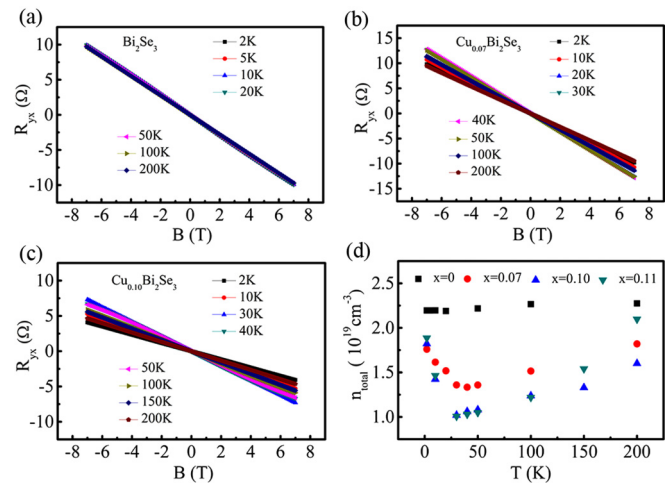 (a)
Bi2Se3
2K
5K
10K
20K
50K
100K
200K
10
5
0
-5
-10
Ryx (Ω)
-8 -6 -4 -2 0 2 4 6 8
B (T)
(b)
Cu0.07Bi2Se3
2K
10K
20K
30K
40K
50K
100K
200K
15
10
5
0
-5
-10
-15
Ryx (Ω)
-8 -6 -4 -2 0 2 4 6 8
B (T)
(c)
Cu0.10Bi2Se3
2K
10K
30K
40K
50K
100K
150K
200K
10
5
0
-5
-10
Ryx (Ω)
-8 -6 -4 -2 0 2 4 6 8
B (T)
(d)
x=0 x=0.07 x=0.10 x=0.11
2.5
2.0
1.5
1.0
ntotal ( 10^19 cm^-3)
0 50 100 150 200
T (K)